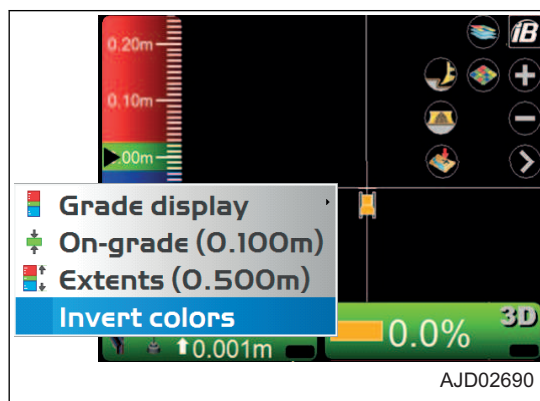 0.20m
iB
0.10m
.00m
Grade display
On-grade (0.100m)
Extents (0.500m)
Invert colors
0.001m
0.0%
3D
AJD02690